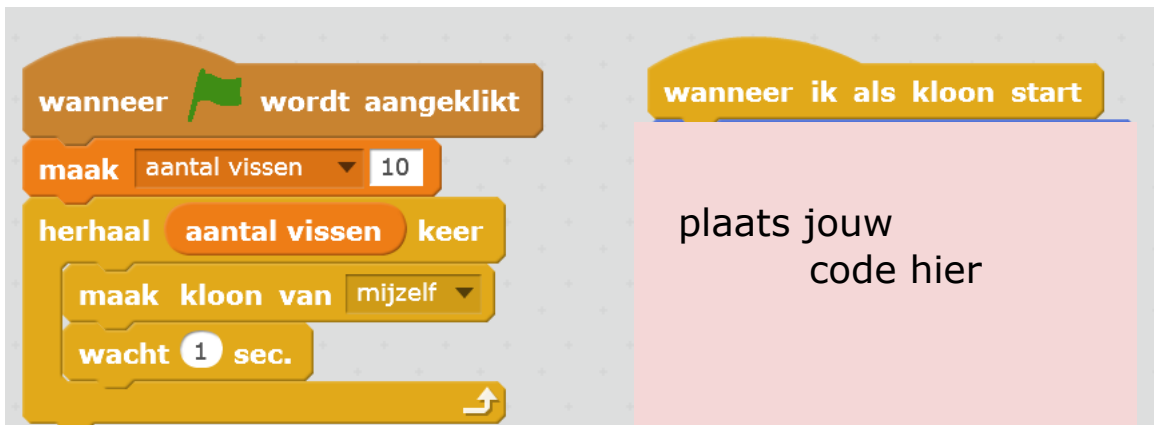 wanneer wordt aangeklikt
maak aantal vissen 10
herhaal aantal vissen keer
maak kloon van mijzelf
wacht 1 sec.
wanneer ik als kloon start
plaats jouw
code hier